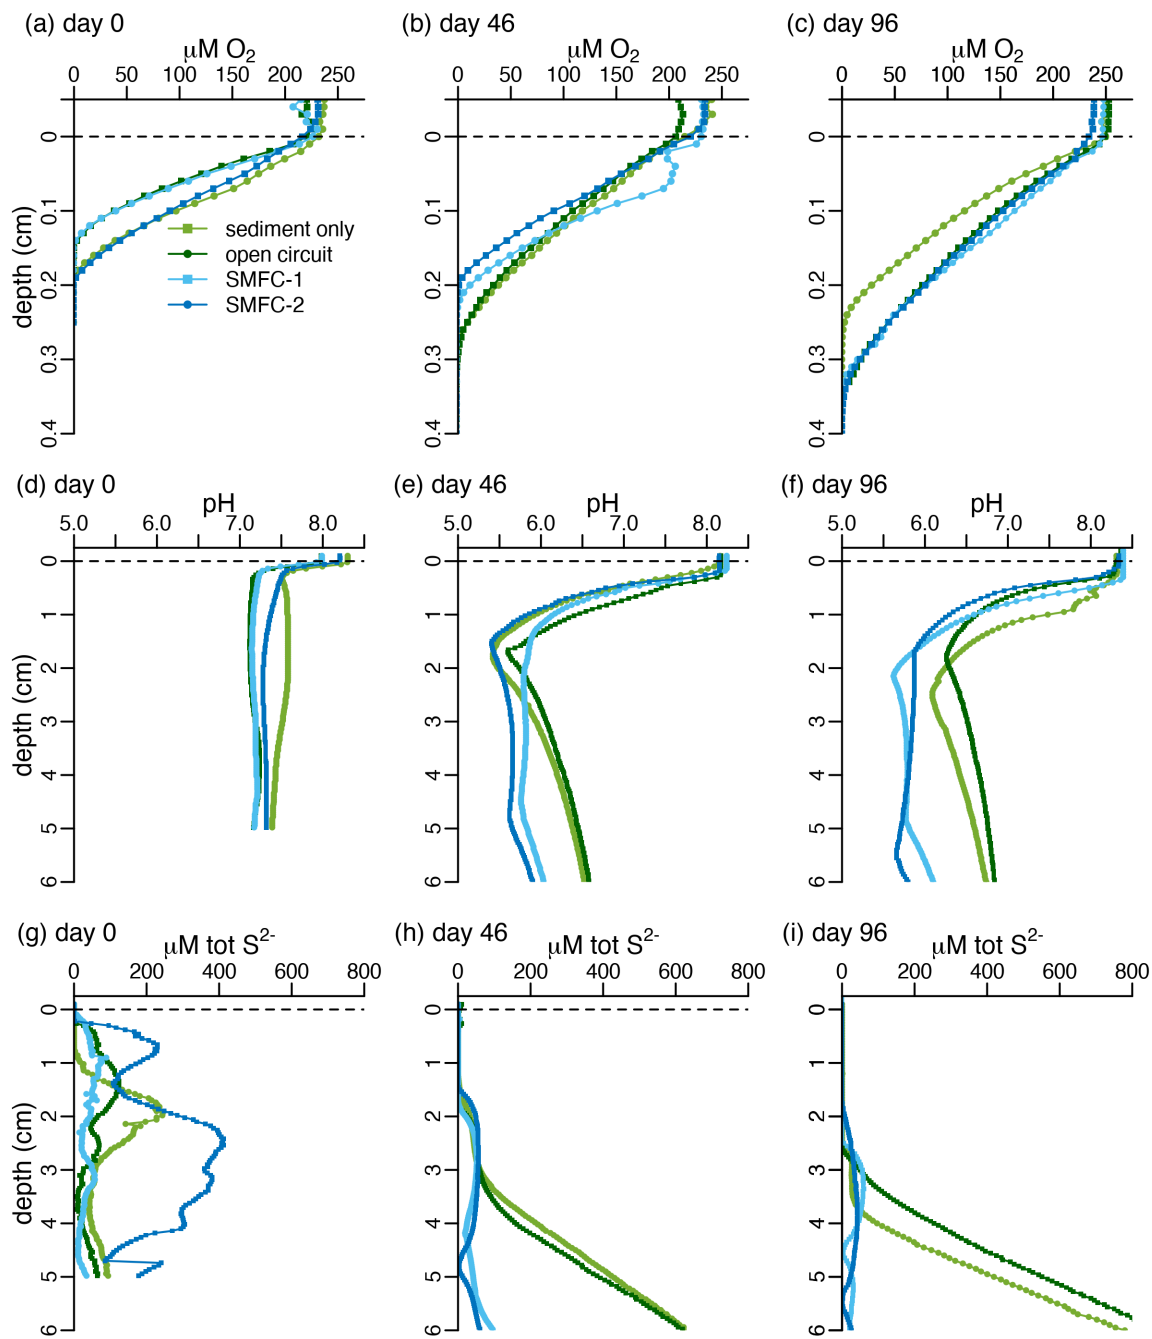 (a) day 0
μM O2
0 50 100 150 200 250
depth (cm)
0 0.1 0.2 0.3 0.4
sediment only
open circuit
SMFC-1
SMFC-2
(b) day 46
μM O2
0 50 100 150 200 250
0 0.1 0.2 0.3 0.4
(c) day 96
μM O2
0 50 100 150 200 250
0 0.1 0.2 0.3 0.4
(d) day 0
pH
5.0 6.0 7.0 8.0
depth (cm)
0 1 2 3 4 5 6
(e) day 46
pH
5.0 6.0 7.0 8.0
0 1 2 3 4 5 6
(f) day 96
pH
5.0 6.0 7.0 8.0
0 1 2 3 4 5 6
(g) day 0
μM tot S2-
0 200 400 600 800
depth (cm)
0 1 2 3 4 5 6
(h) day 46
μM tot S2-
0 200 400 600 800
0 1 2 3 4 5 6
(i) day 96
μM tot S2-
0 200 400 600 800
0 1 2 3 4 5 6